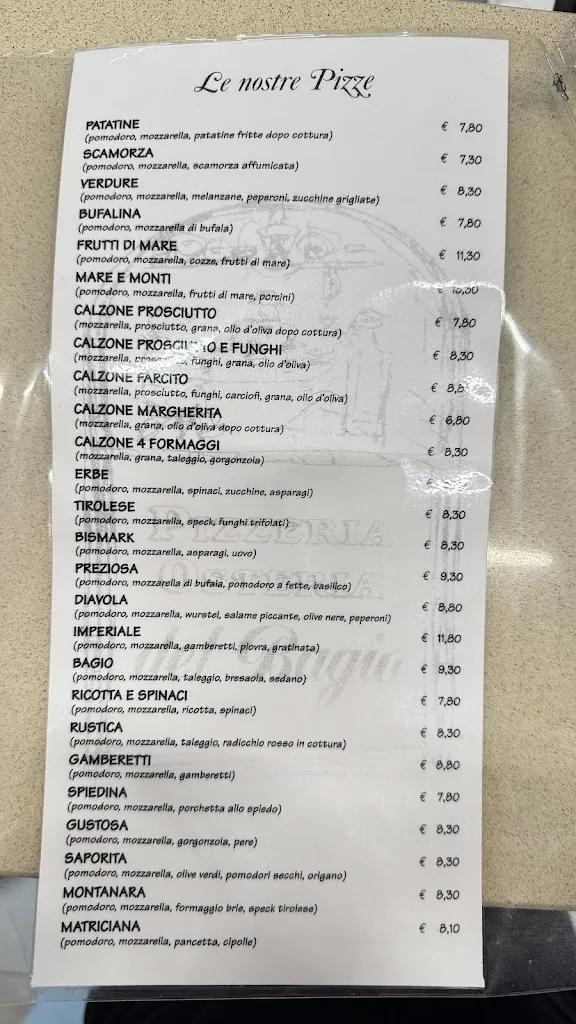 Le nostre Pizze
PATATINE € 7,80
(pomodoro, mozzarella, patatine fritte dopo cottura)
SCAMORZA € 7,30
(pomodoro, mozzarella, scamorza affumicata)
VERDURE € 8,30
(pomodoro, mozzarella, melanzane, peperoni, zucchine grigliate)
BUFALINA € 7,80
(pomodoro, mozzarella di bufala)
FRUTTI DI MARE € 11,30
(pomodoro, mozzarella, cozze, frutti di mare)
MARE E MONTI €
(pomodoro, mozzarella, frutti di mare, porcini)
CALZONE PROSCIUTTO € 7,80
(mozzarella, prosciutto, grana, olio d'oliva dopo cottura)
CALZONE PROSCIUTTO E FUNGHI € 8,30
(mozzarella, prosciutto, funghi, grana, olio d'oliva)
CALZONE FARCITO €
(mozzarella, prosciutto, funghi, carciofi, grana, olio d'oliva)
CALZONE MARGHERITA € 6,80
(mozzarella, grana, olio d'oliva dopo cottura)
CALZONE 4 FORMAGGI € 8,30
(mozzarella, grana, taleggio, gorgonzola)
ERBE €
(pomodoro, mozzarella, spinaci, zucchine, asparagi)
TIROLESE € 8,30
(pomodoro, mozzarella, speck, funghi trifolati)
BISMARK € 8,30
(pomodoro, mozzarella, asparagi, uovo)
PREZIOSA € 9,30
(pomodoro, mozzarella di bufala, pomodoro a fette, basilico)
DIAVOLA € 8,80
(pomodoro, mozzarella, wurstel, salame piccante, olive nere, peperoni)
IMPERIALE € 11,80
(pomodoro, mozzarella, gamberetti, piovra, gratinata)
BAGIO € 9,30
(pomodoro, mozzarella, taleggio, bresaola, sedano)
RICOTTA E SPINACI € 7,80
(pomodoro, mozzarella, ricotta, spinaci)
RUSTICA € 8,30
(pomodoro, mozzarella, taleggio, radicchio rosso in cottura)
GAMBERETTI € 8,80
(pomodoro, mozzarella, gamberetti)
SPIEDINA € 7,80
(pomodoro, mozzarella, porchetta allo spiedo)
GUSTOSA € 8,30
(pomodoro, mozzarella, gorgonzola, pere)
SAPORITA € 8,30
(pomodoro, mozzarella, olive verdi, pomodori secchi, origano)
MONTANARA € 8,30
(pomodoro, mozzarella, formaggio brie, speck tirolese)
MATRICIANA € 8,10
(pomodoro, mozzarella, pancetta, cipolle)
PIZZERIA
OSTERIA
del Bagio